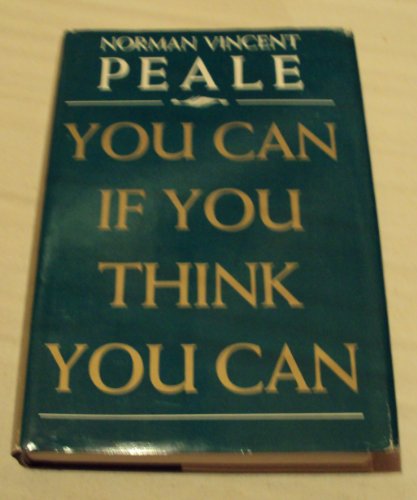 NORMAN VINCENT
PEALE
YOU CAN
IF YOU
THINK
YOU CAN